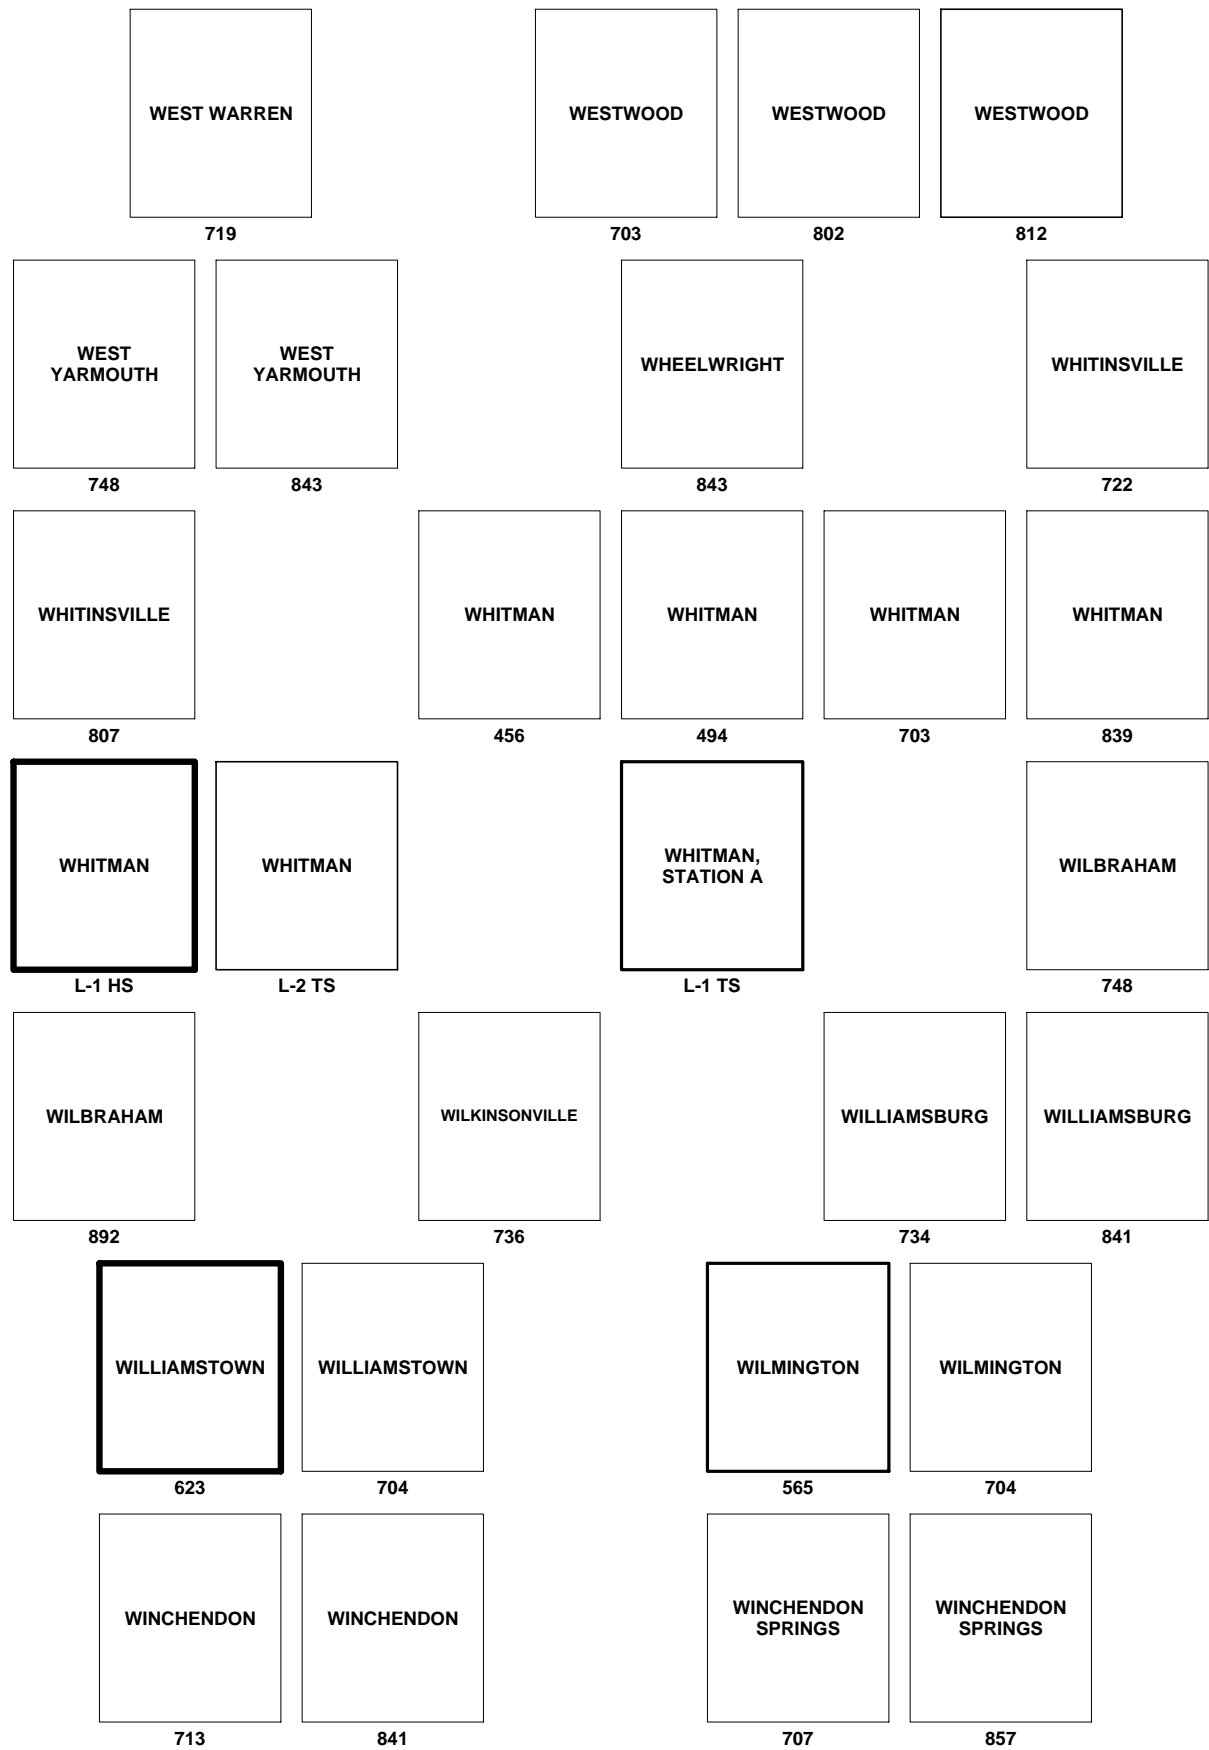 WEST WARREN
719
WESTWOOD
703
WESTWOOD
802
WESTWOOD
812
WEST
YARMOUTH
748
WEST
YARMOUTH
843
WHEELWRIGHT
843
WHITINSVILLE
722
WHITINSVILLE
807
WHITMAN
456
WHITMAN
494
WHITMAN
703
WHITMAN
839
WHITMAN
L-1 HS
WHITMAN
L-2 TS
WHITMAN,
STATION A
L-1 TS
WILBRAHAM
748
WILBRAHAM
892
WILKINSONVILLE
736
WILLIAMSBURG
734
WILLIAMSBURG
841
WILLIAMSTOWN
623
WILLIAMSTOWN
704
WILMINGTON
565
WILMINGTON
704
WINCHENDON
713
WINCHENDON
841
WINCHENDON
SPRINGS
707
WINCHENDON
SPRINGS
857